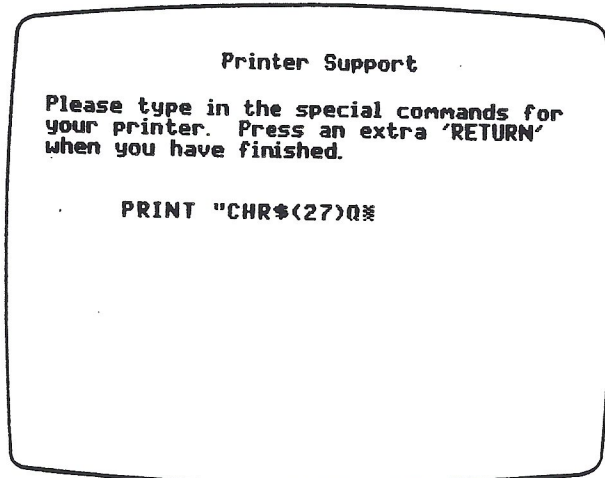 Printer Support
Please type in the special commands for
your printer. Press an extra 'RETURN'
when you have finished.
PRINT "CHR$(27)Q※